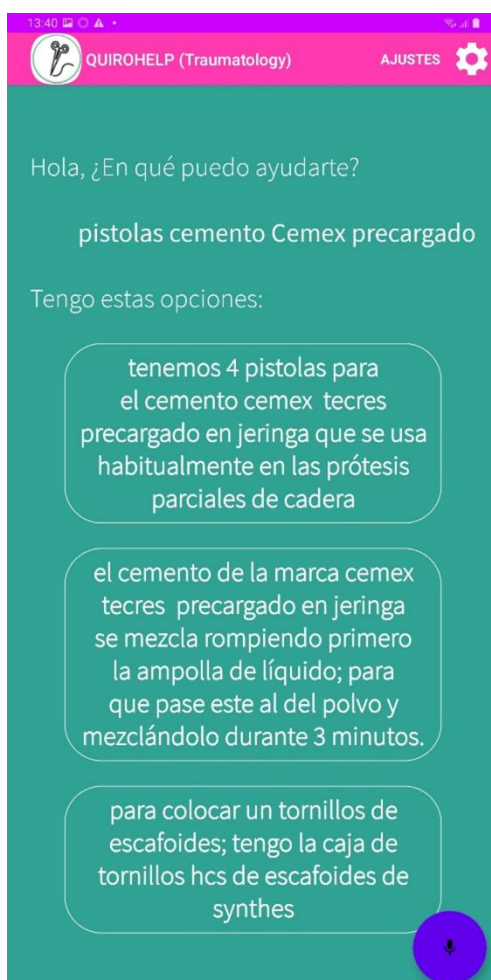 13:40
QUIROHELP (Traumatology) AJUSTES
Hola, ¿En qué puedo ayudarte?
pistolas cemento Cemex precargado
Tengo estas opciones:
tenemos 4 pistolas para
el cemento cemex tecres
precargado en jeringa que se usa
habitualmente en las prótesis
parciales de cadera
el cemento de la marca cemex
tecres precargado en jeringa
se mezcla rompiendo primero
la ampolla de líquido; para
que pase este al del polvo y
mezclándolo durante 3 minutos.
para colocar un tornillos de
escafoides; tengo la caja de
tornillos hcs de escafoides de
synthes